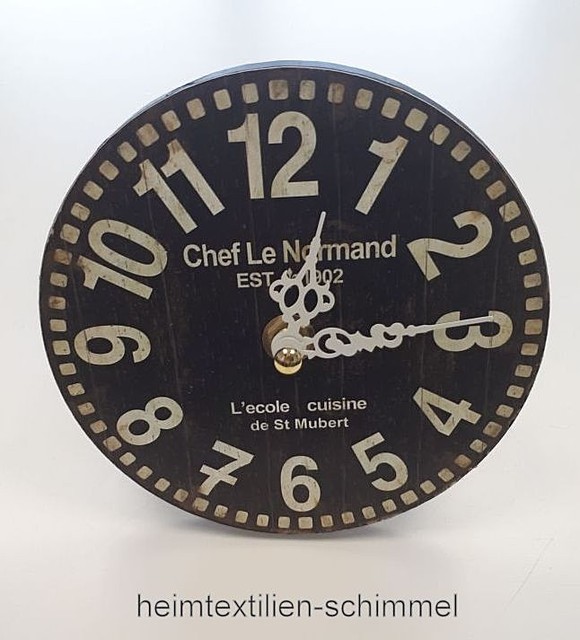 12
11 1
10 2
Chef Le Normand
EST. 1902
9 3
L'ecole cuisine
de St Mubert
8 4
7 5
6
heimtextilien-schimmel